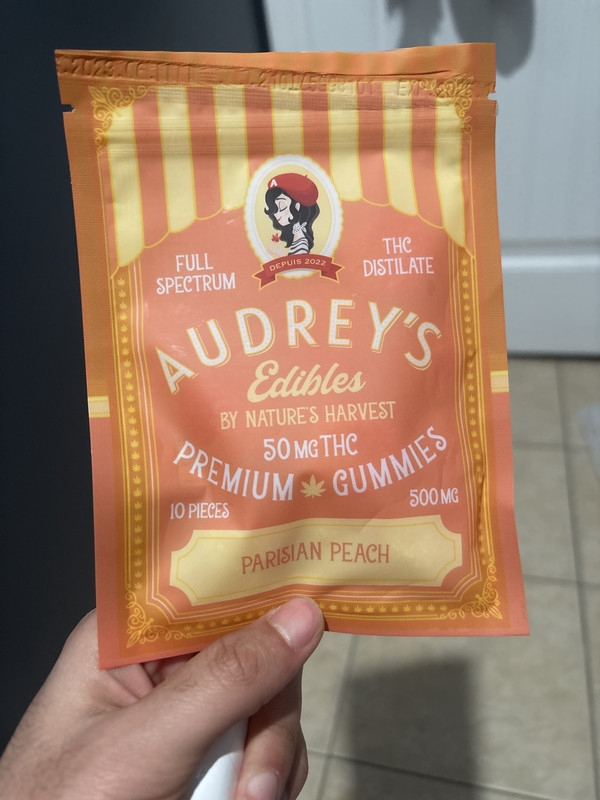 A
DEPUIS 2022
FULL
SPECTRUM
THC
DISTILATE
AUDREY'S
Edibles
BY NATURE'S HARVEST
50 MG THC
PREMIUM GUMMIES
10 PIECES
500 MG
PARISIAN PEACH